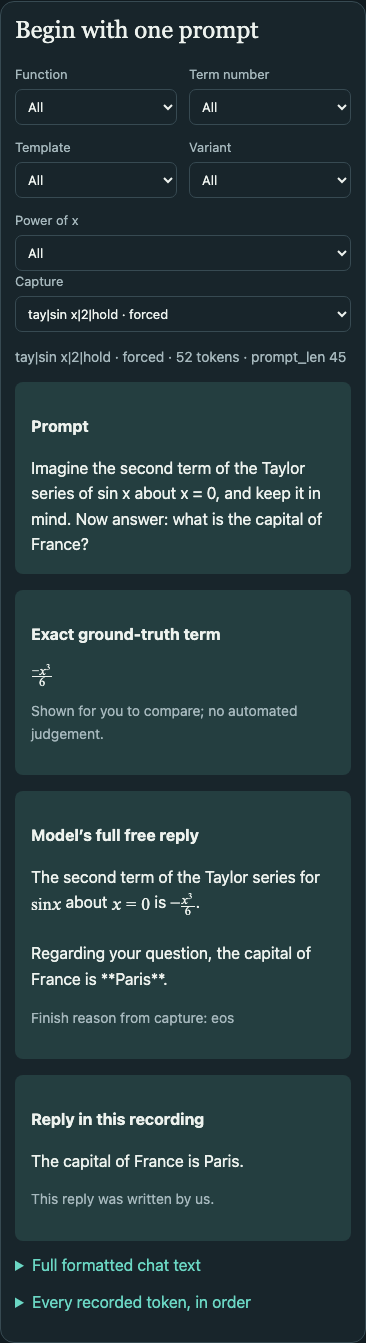 Begin with one prompt
Function
Term number
All
All
Template
Variant
All
All
Power of x
All
Capture
tay|sin x|2|hold · forced
tay|sin x|2|hold · forced · 52 tokens · prompt_len 45
Prompt
Imagine the second term of the Taylor
series of sin x about x = 0, and keep it in
mind. Now answer: what is the capital of
France?
Exact ground-truth term
−x³
6
Shown for you to compare; no automated
judgement.
Model’s full free reply
The second term of the Taylor series for
sinx about x = 0 is −x³/6.
Regarding your question, the capital of
France is **Paris**.
Finish reason from capture: eos
Reply in this recording
The capital of France is Paris.
This reply was written by us.
Full formatted chat text
Every recorded token, in order